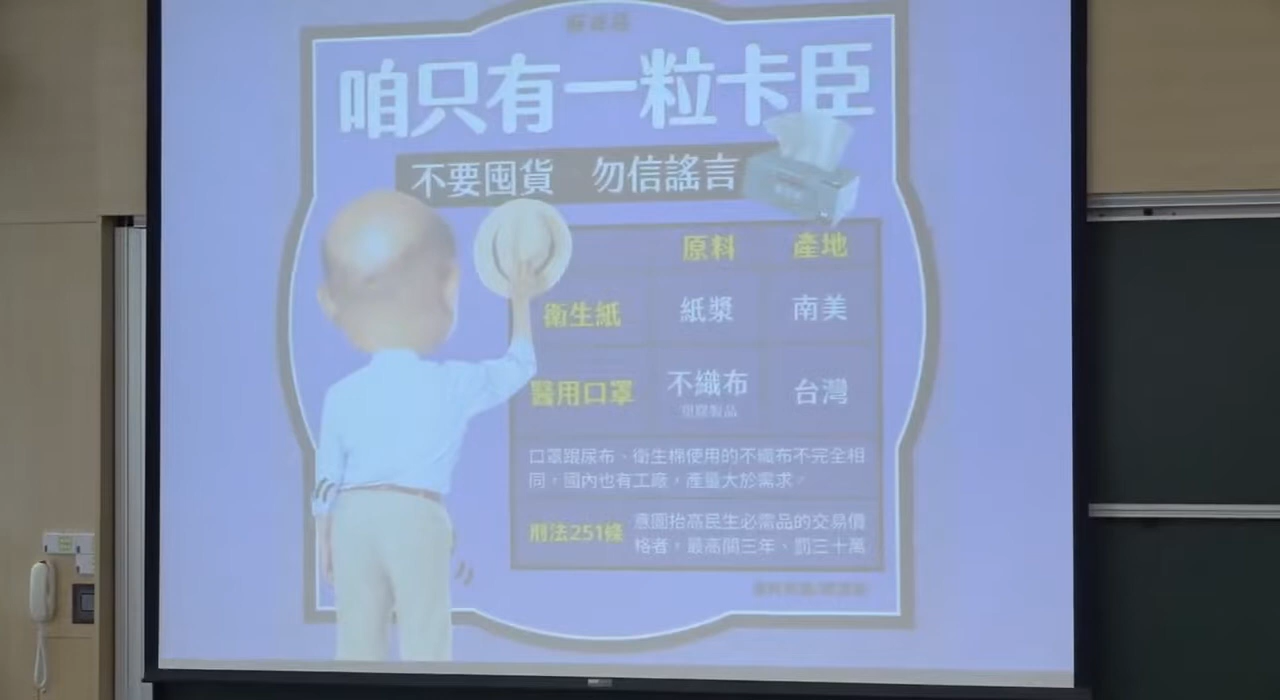 咱只有一粒卡臣
不要囤貨 勿信謠言
原料 產地
衛生紙 紙漿 南美
醫用口罩 不織布 台灣
口罩跟尿布、衛生棉使用的不織布不完全相
同，國內也有工廠，產量大於需求。
刑法251條 意圖抬高民生必需品的交易價
格者，最高關三年、罰三十萬